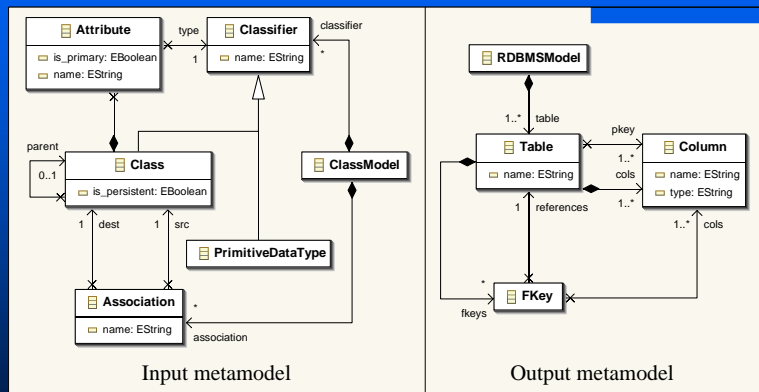 Attribute
is_primary: EBoolean
name: EString
type
1
Classifier
name: EString
classifier
*
parent
0..1
Class
is_persistent: EBoolean
ClassModel
1
dest
1
src
PrimitiveDataType
Association
name: EString
*
association
Input metamodel
RDBMSModel
1..*
table
Table
name: EString
pkey
1..*
cols
1..*
Column
name: EString
type: EString
1
references
1..*
cols
*
fkeys
FKey
Output metamodel